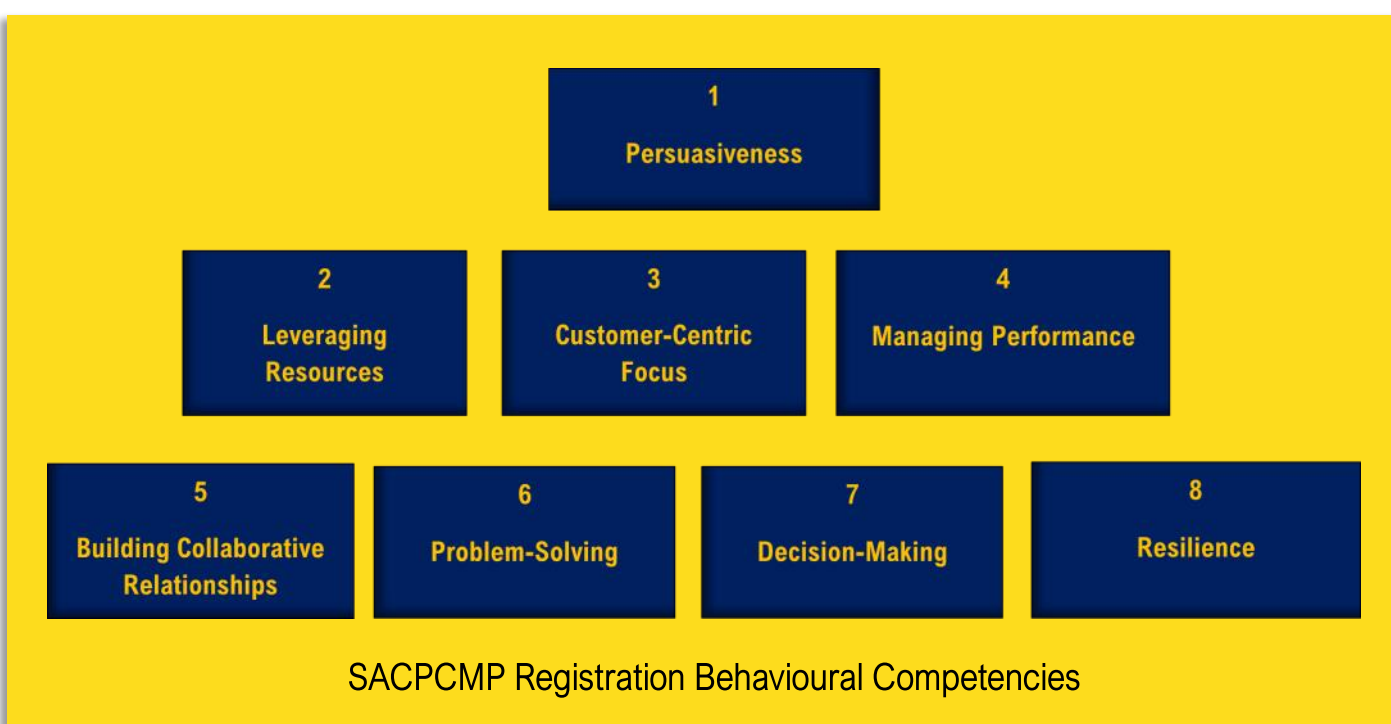 1
Persuasiveness
2
Leveraging
Resources
3
Customer-Centric
Focus
4
Managing Performance
5
Building Collaborative
Relationships
6
Problem-Solving
7
Decision-Making
8
Resilience
SACPCMP Registration Behavioural Competencies